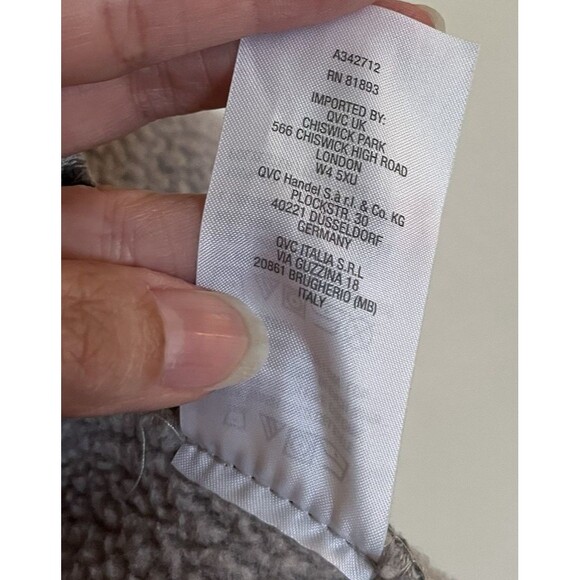 A342712
RN 81893
IMPORTED BY:
QVC UK
CHISWICK PARK
566 CHISWICK HIGH ROAD
LONDON
W4 5XU
QVC Handel S.à r.l. & Co. KG
PLOCKSTR. 30
40221 DÜSSELDORF
GERMANY
QVC ITALIA S.R.L
VIA GUZZINA 18
20861 BRUGHERIO (MB)
ITALY